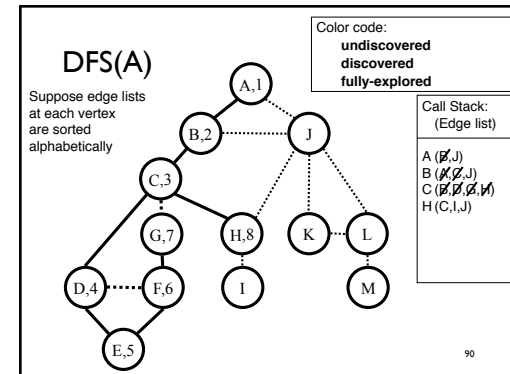 DFS(A)
Suppose edge lists
at each vertex
are sorted
alphabetically
Color code:
undiscovered
discovered
fully-explored
Call Stack:
(Edge list)
A (B,J)
B (A,C,J)
C (B,D,G,H)
H (C,I,J)
A,1
B,2
J
C,3
G,7
H,8
K
L
D,4
F,6
I
M
E,5
90